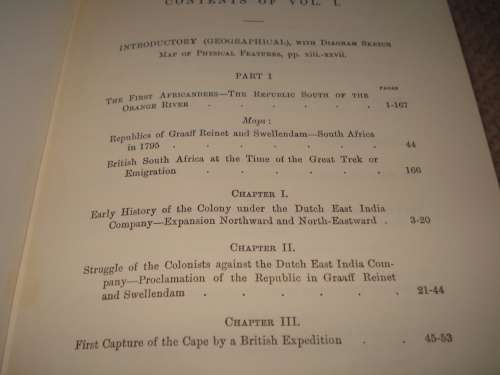 CONTENTS OF VOL. I.
INTRODUCTORY (GEOGRAPHICAL), WITH DIAGRAM SKETCH
MAP OF PHYSICAL FEATURES, pp. xiii.-xxvii.
PART I
PAGES
THE FIRST AFRICANDERS—THE REPUBLIC SOUTH OF THE
ORANGE RIVER . . . . . . 1-167
Maps:
Republics of Graaff Reinet and Swellendam—South Africa
in 1795 . . . . . . . 44
British South Africa at the Time of the Great Trek or
Emigration . . . . . . 166
CHAPTER I.
Early History of the Colony under the Dutch East India
Company—Expansion Northward and North-Eastward . 3-20
CHAPTER II.
Struggle of the Colonists against the Dutch East India Com-
pany—Proclamation of the Republic in Graaff Reinet
and Swellendam . . . . . 21-44
CHAPTER III.
First Capture of the Cape by a British Expedition . . 45-53